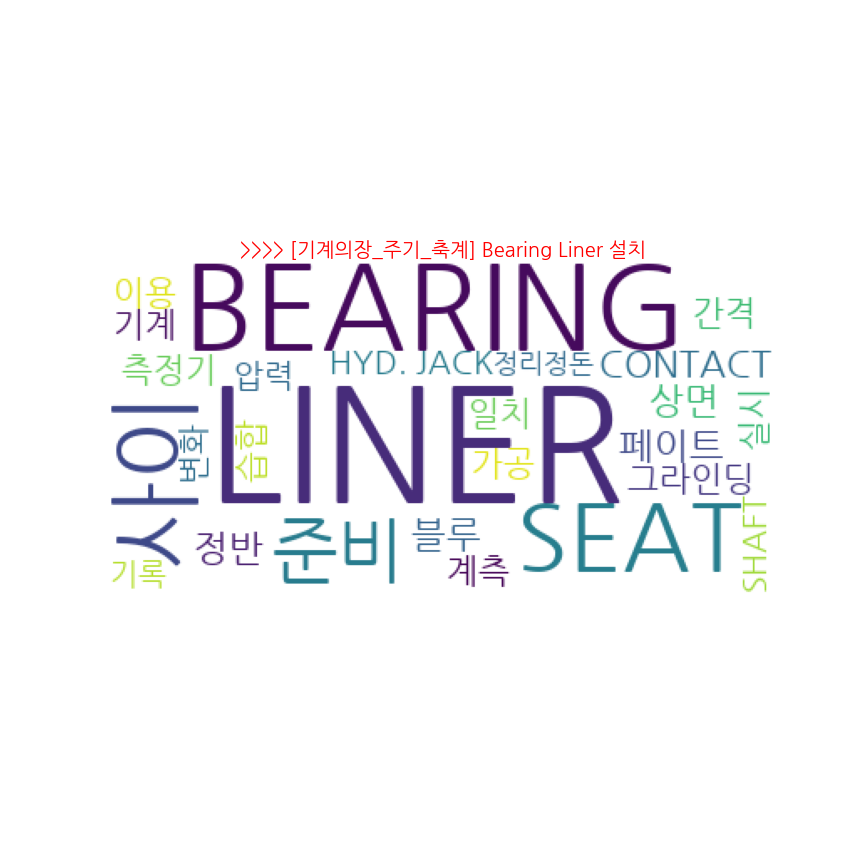 >>>> [기계의장_주기_축계] Bearing Liner 설치
이용
BEARING
간격
기계
측정기
압력
HYD. JACK
정리정돈
CONTACT
사이
변화
습합
LINER
일치
상면
실시
가공
페이트
그라인딩
정반
준비
블루
SEAT
SHAFT
기록
계측